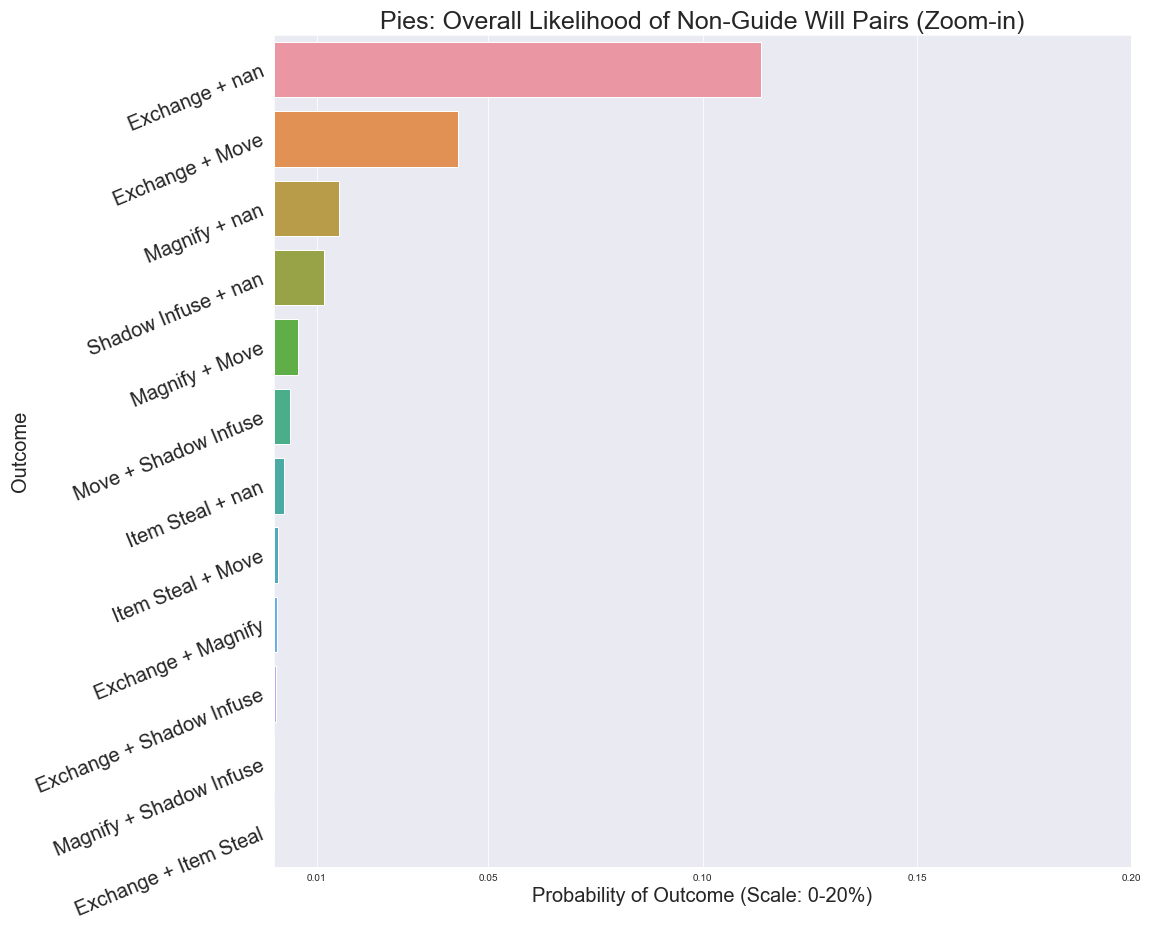 Pies: Overall Likelihood of Non-Guide Will Pairs (Zoom-in)
Exchange + nan
Exchange + Move
Magnify + nan
Shadow Infuse + nan
Magnify + Move
Move + Shadow Infuse
Item Steal + nan
Item Steal + Move
Exchange + Magnify
Exchange + Shadow Infuse
Magnify + Shadow Infuse
Exchange + Item Steal
Outcome
0.01 0.05 0.10 0.15 0.20
Probability of Outcome (Scale: 0-20%)